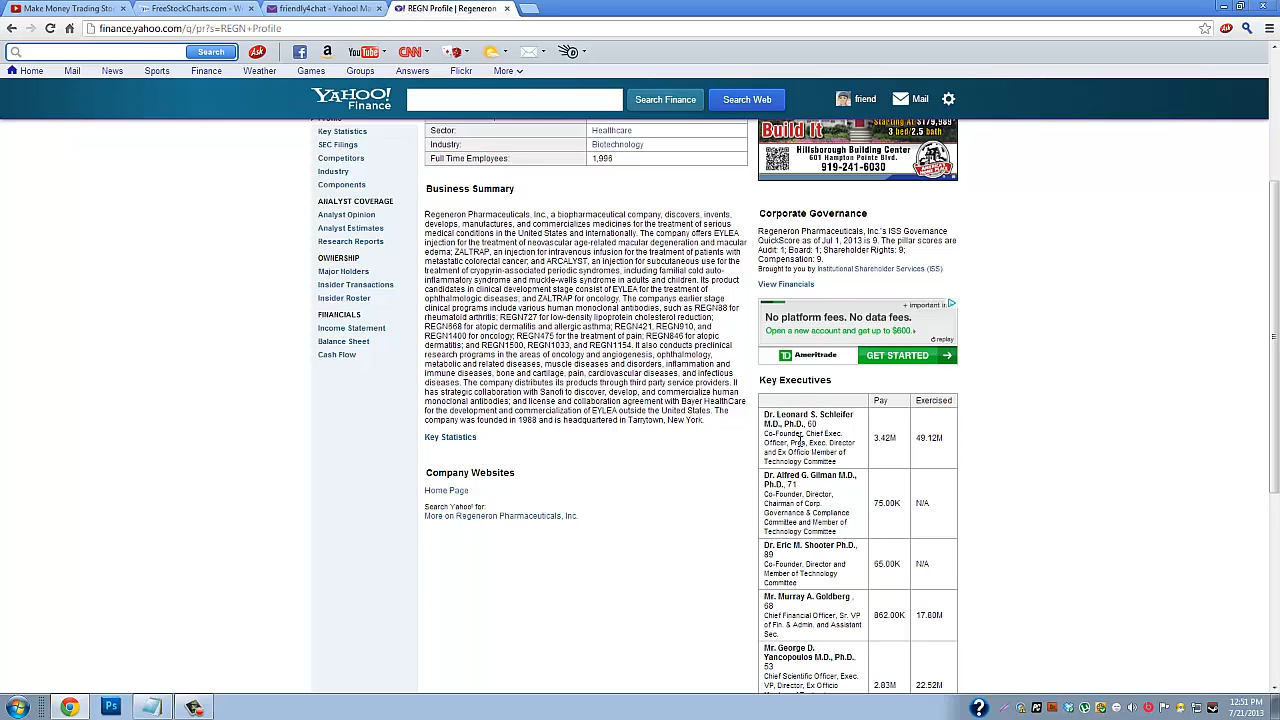 Make Money Trading Sto
FreeStockCharts.com - We
friendly4chat - Yahoo! Ma
REGN Profile | Regeneron
finance.yahoo.com/q/pr?s=REGN+Profile
Search
Ask
YouTube
CNN
Home
Mail
News
Sports
Finance
Weather
Games
Groups
Answers
Flickr
More
YAHOO! FINANCE
Search Finance
Search Web
friend
Mail
Key Statistics
SEC Filings
Competitors
Industry
Components
ANALYST COVERAGE
Analyst Opinion
Analyst Estimates
Research Reports
OWNERSHIP
Major Holders
Insider Transactions
Insider Roster
FINANCIALS
Income Statement
Balance Sheet
Cash Flow
Sector: Healthcare
Industry: Biotechnology
Full Time Employees: 1,996
Business Summary
Regeneron Pharmaceuticals, Inc., a biopharmaceutical company, discovers, invents,
develops, manufactures, and commercializes medicines for the treatment of serious
medical conditions in the United States and internationally. The company offers EYLEA
injection for the treatment of neovascular age-related macular degeneration and macular
edema; ZALTRAP, an injection for intravenous infusion for the treatment of patients with
metastatic colorectal cancer; and ARCALYST, an injection for subcutaneous use for the
treatment of cryopyrin-associated periodic syndromes, including familial cold auto-
inflammatory syndrome and muckle-wells syndrome in adults and children. Its product
candidates in clinical development stage consist of EYLEA for the treatment of
ophthalmologic diseases; and ZALTRAP for oncology. The companys earlier stage
clinical programs include various human monoclonal antibodies, such as REGN88 for
rheumatoid arthritis; REGN727 for low-density lipoprotein cholesterol reduction;
REGN668 for atopic dermatitis and allergic asthma; REGN421, REGN910, and
REGN1400 for oncology; REGN475 for the treatment of pain; REGN846 for atopic
dermatitis; and REGN1500, REGN1033, and REGN1154. It also conducts preclinical
research programs in the areas of oncology and angiogenesis, ophthalmology,
metabolic and related diseases, muscle diseases and disorders, inflammation and
immune diseases, bone and cartilage, pain, cardiovascular diseases, and infectious
diseases. The company distributes its products through third party service providers. It
has strategic collaboration with Sanofi to discover, develop, and commercialize human
monoclonal antibodies; and license and collaboration agreement with Bayer HealthCare
for the development and commercialization of EYLEA outside the United States. The
company was founded in 1988 and is headquartered in Tarrytown, New York.
Key Statistics
Company Websites
Home Page
Search Yahoo! for:
More on Regeneron Pharmaceuticals, Inc.
Build It
Starting At $179,989*
3 bed/2.5 bath
Hillsborough Building Center
601 Hampton Pointe Blvd.
919-241-6030
Corporate Governance
Regeneron Pharmaceuticals, Inc.'s ISS Governance
QuickScore as of Jul 1, 2013 is 9. The pillar scores are
Audit: 1; Board: 1; Shareholder Rights: 9;
Compensation: 9.
Brought to you by Institutional Shareholder Services (ISS)
View Financials
+ important in
No platform fees. No data fees.
Open a new account and get up to $600.
replay
TD Ameritrade
GET STARTED
Key Executives
Pay Exercised
Dr. Leonard S. Schleifer
M.D., Ph.D., 60
Co-Founder, Chief Exec.
Officer, Pres, Exec. Director
and Ex Officio Member of
Technology Committee
3.42M 49.12M
Dr. Alfred G. Gilman M.D.,
Ph.D., 71
Co-Founder, Director,
Chairman of Corp.
Governance & Compliance
Committee and Member of
Technology Committee
75.00K N/A
Dr. Eric M. Shooter Ph.D.,
89
Co-Founder, Director and
Member of Technology
Committee
65.00K N/A
Mr. Murray A. Goldberg ,
68
Chief Financial Officer, Sr. VP
of Fin. & Admin. and Assistant
Sec.
862.00K 17.80M
Mr. George D.
Yancopoulos M.D., Ph.D.,
53
Chief Scientific Officer, Exec.
VP, Director, Ex Officio
2.83M 22.52M
Ps
12:51 PM
7/21/2013